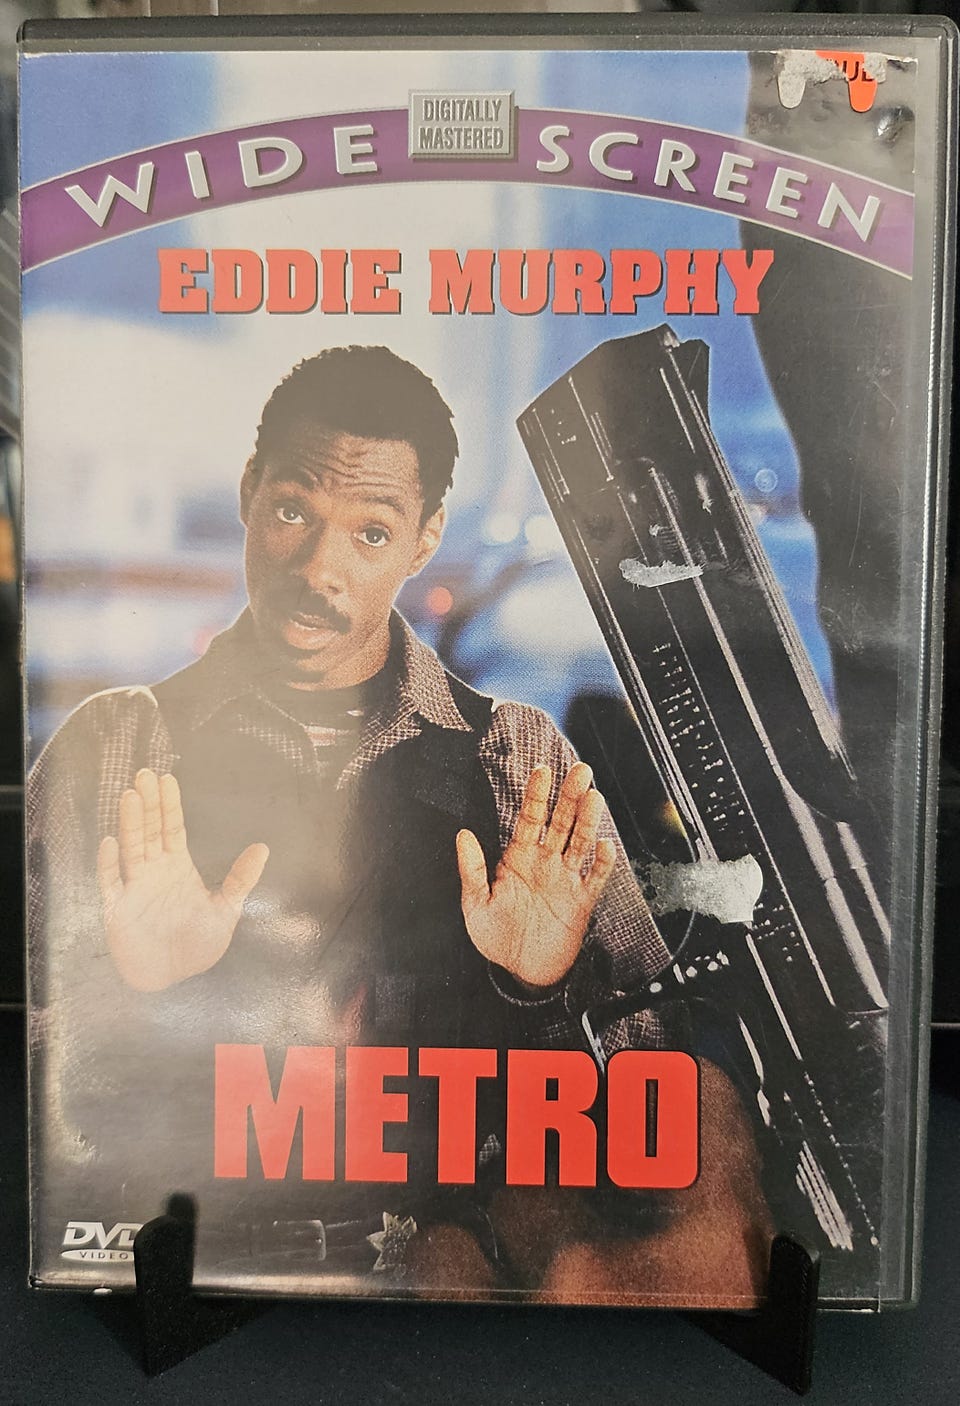 DIGITALLY
MASTERED
WIDE SCREEN
EDDIE MURPHY
METRO
DVD
VIDEO